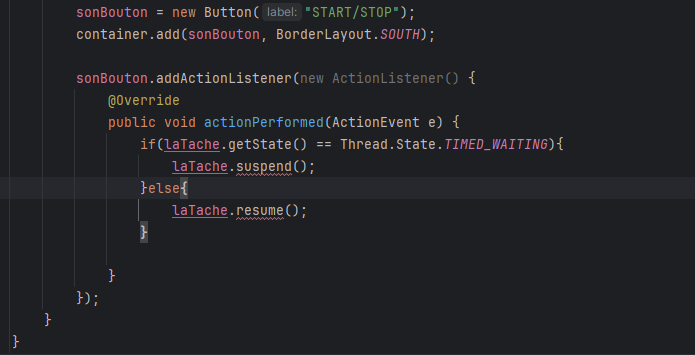 sonBouton = new Button( label: "START/STOP");
container.add(sonBouton, BorderLayout.SOUTH);
sonBouton.addActionListener(new ActionListener() {
@Override
public void actionPerformed(ActionEvent e) {
if(laTache.getState() == Thread.State.TIMED_WAITING){
laTache.suspend();
}else{
laTache.resume();
}
}
});
}
}